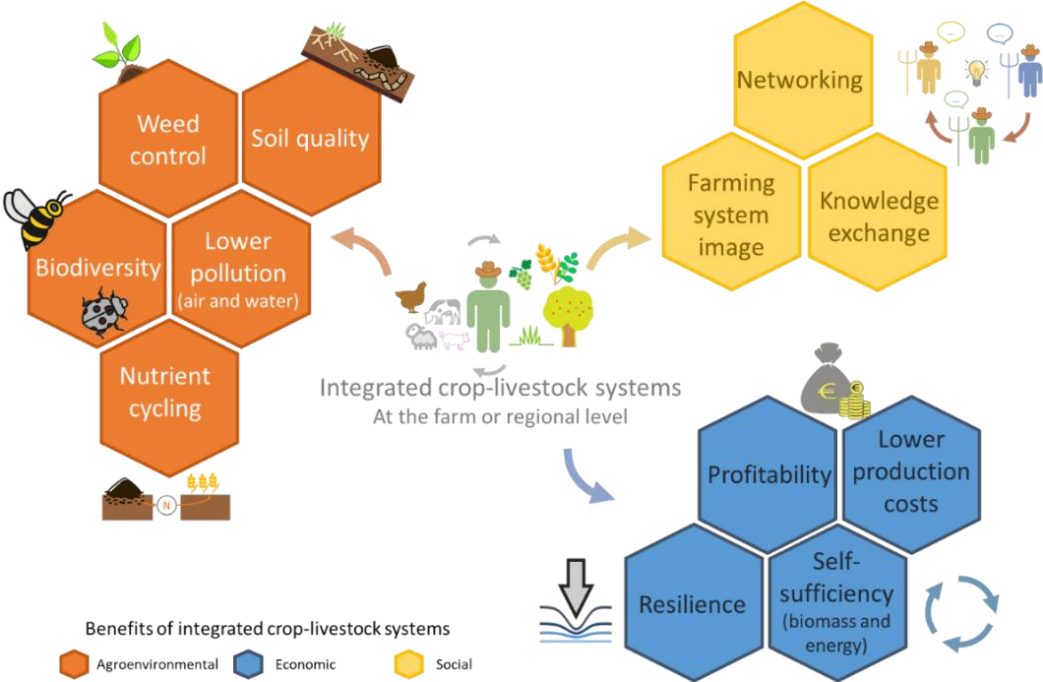 Weed
control
Soil quality
Biodiversity
Lower
pollution
(air and water)
Nutrient
cycling
N
Networking
Farming
system
image
Knowledge
exchange
...
...
...
Integrated crop-livestock systems
At the farm or regional level
€
€
Profitability
Lower
production
costs
Resilience
Self-
sufficiency
(biomass and
energy)
Benefits of integrated crop-livestock systems
Agroenvironmental
Economic
Social